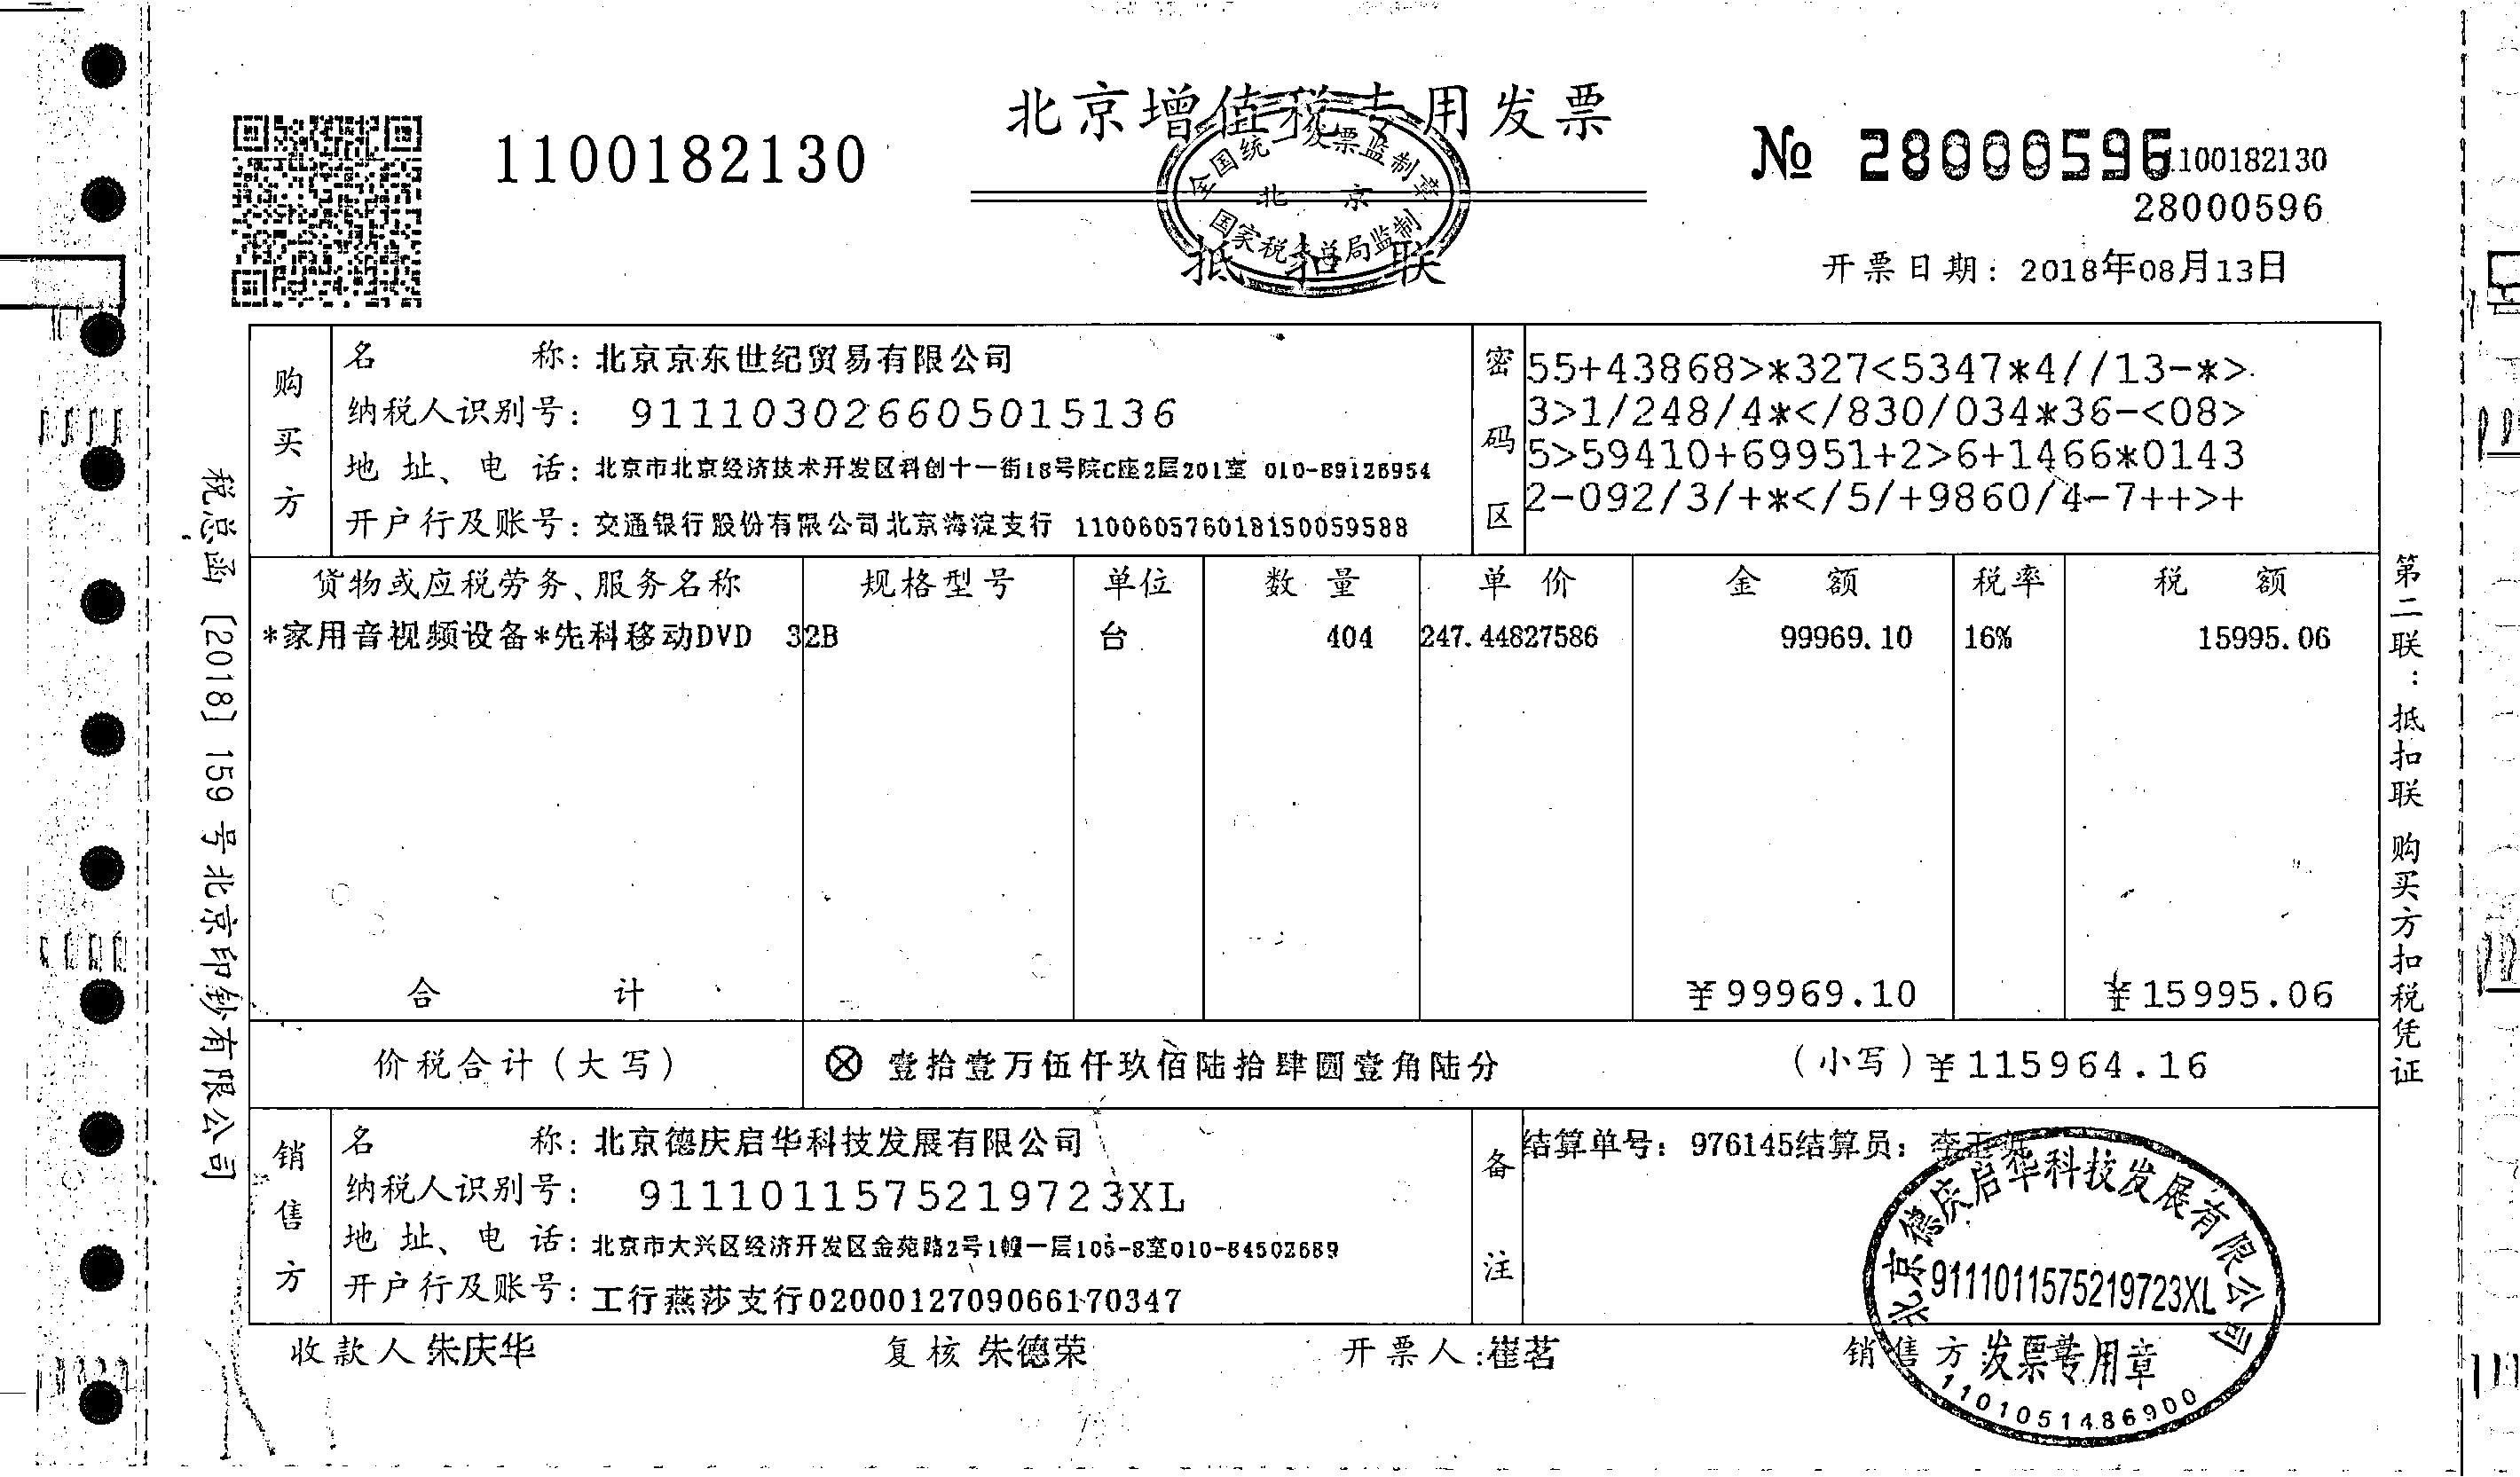 北京增值税专用发票
1100182130
№ 28000596
1100182130
28000596
全国统一发票监制章
北京
国家税务总局监制
抵扣联
开票日期：2018年08月13日
购买方
名称：北京京东世纪贸易有限公司
纳税人识别号：911103026605015136
地址、电话：北京市北京经济技术开发区科创十一街18号院C座2层201室 010-89126954
开户行及账号：交通银行股份有限公司北京海淀支行 110060576018150059588
密码区
55+43868>*327<5347*4//13-*>
3>1/248/4*</830/034*36-<08>
5>59410+69951+2>6+1466*0143
2-092/3/+*</5/+9860/4-7++>+
货物或应税劳务、服务名称 规格型号 单位 数量 单价 金额 税率 税额
*家用音视频设备*先科移动DVD 32B 台 404 247.44827586 99969.10 16% 15995.06
合计 ¥99969.10 ¥15995.06
价税合计（大写） ⊗ 壹拾壹万伍仟玖佰陆拾肆圆壹角陆分 （小写）¥115964.16
销售方
名称：北京德庆启华科技发展有限公司
纳税人识别号：9111011575219723XL
地址、电话：北京市大兴区经济开发区金苑路2号1幢一层105-8室010-84502689
开户行及账号：工行燕莎支行0200012709066170347
备注
结算单号：976145结算员：李玉
收款人 朱庆华 复核 朱德荣 开票人：崔茗 销售方
北京德庆启华科技发展有限公司
9111011575219723XL
发票专用章
1101051486900
税总函［2018］159号北京印钞有限公司
第二联：抵扣联 购买方扣税凭证